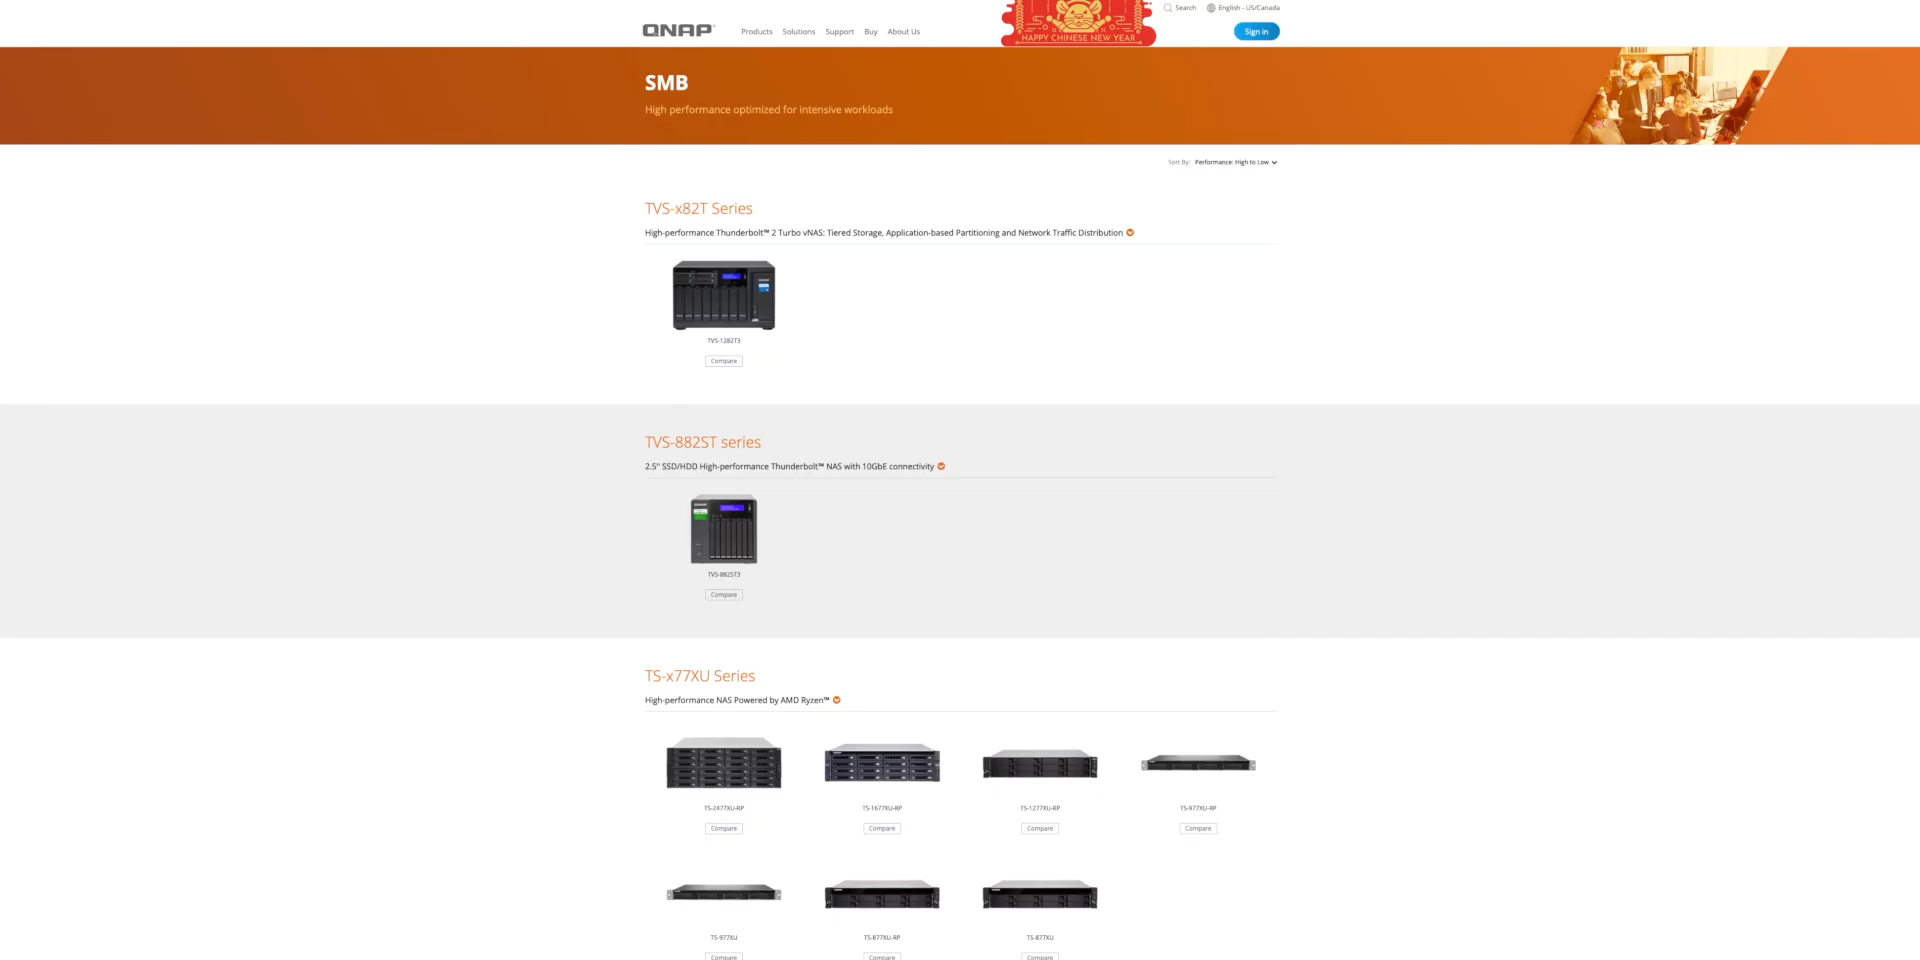 Search
English - US/Canada
QNAP
Products
Solutions
Support
Buy
About Us
HAPPY CHINESE NEW YEAR
Sign in
SMB
High performance optimized for intensive workloads
Sort By: Performance: High to Low
TVS-x82T Series
High-performance Thunderbolt™ 2 Turbo vNAS: Tiered Storage, Application-based Partitioning and Network Traffic Distribution
TVS-1282T3
Compare
TVS-882ST series
2.5" SSD/HDD High-performance Thunderbolt™ NAS with 10GbE connectivity
TVS-882ST3
Compare
TS-x77XU Series
High-performance NAS Powered by AMD Ryzen™
TS-2477XU-RP
TS-1677XU-RP
TS-1277XU-RP
TS-977XU-RP
Compare
Compare
Compare
Compare
TS-977XU
TS-877XU-RP
TS-877XU
Compare
Compare
Compare